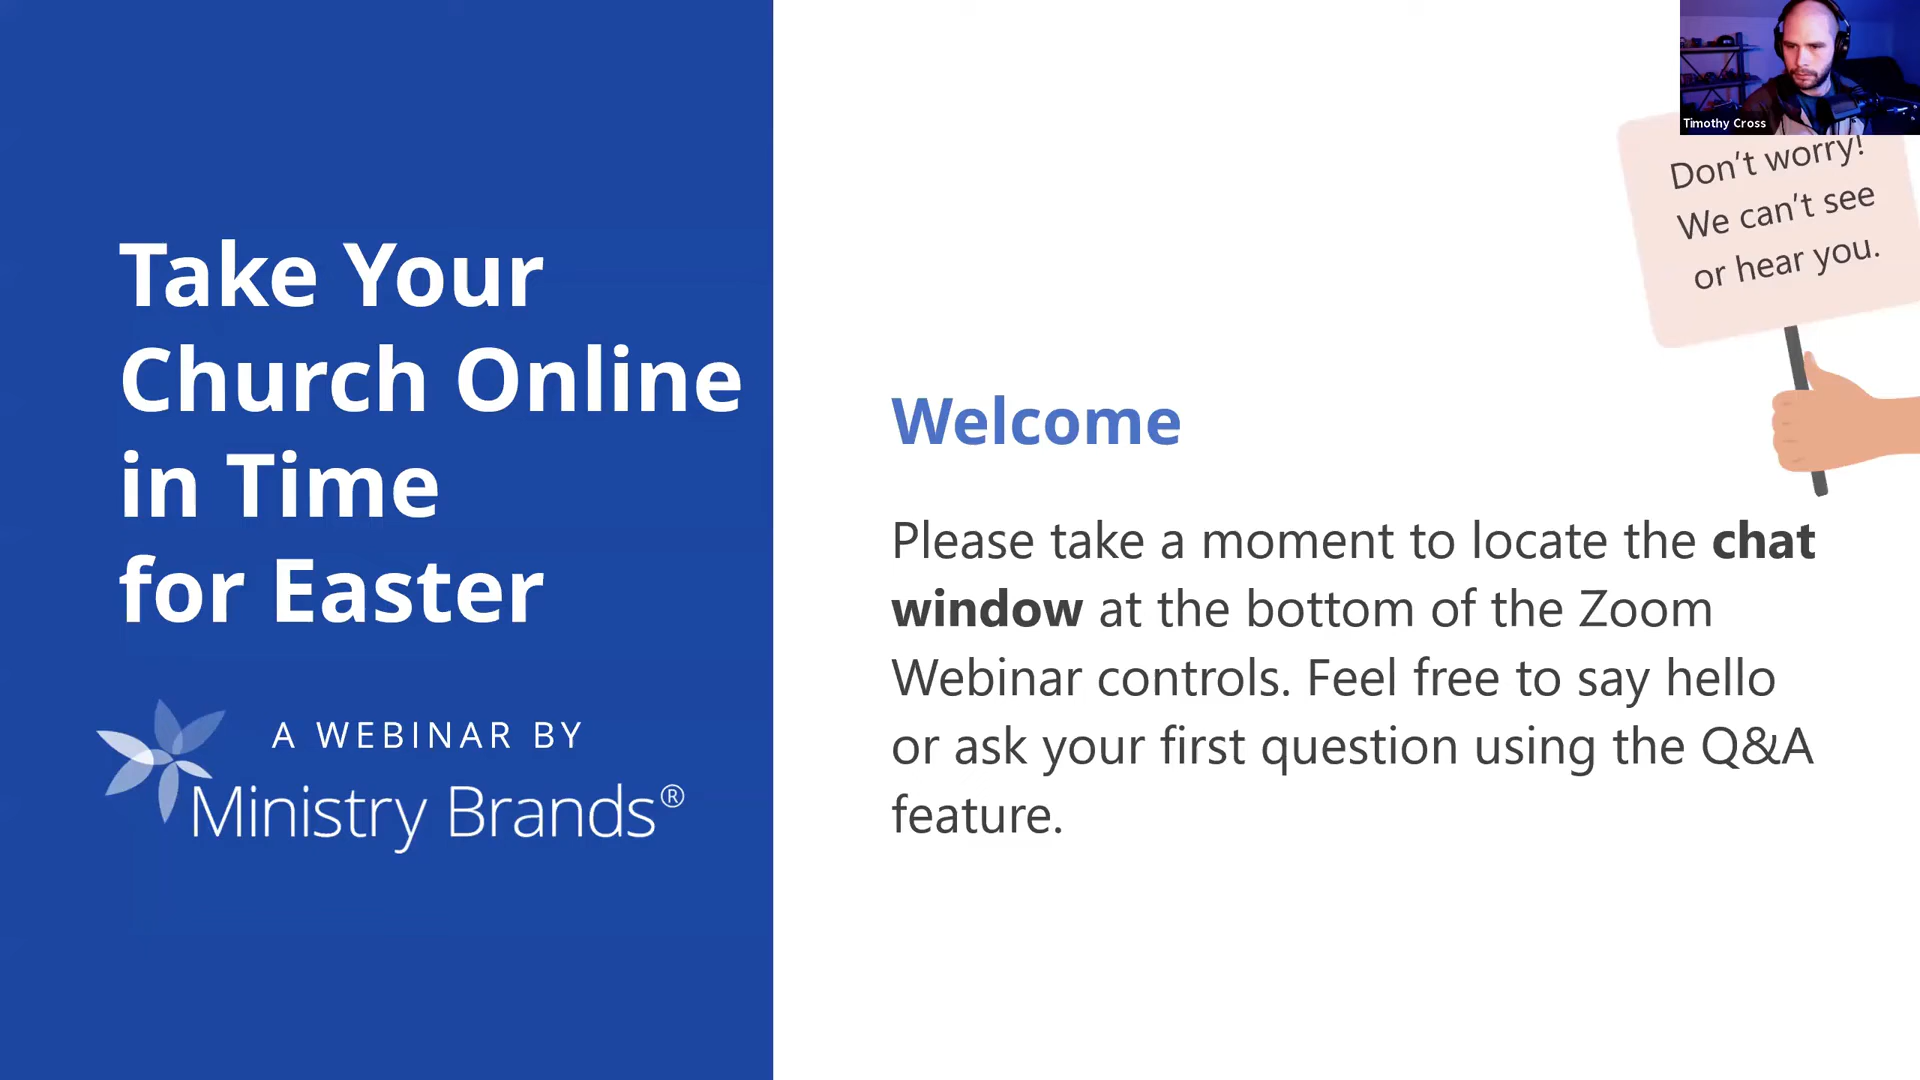 Take Your
Church Online
in Time
for Easter
A WEBINAR BY
Ministry Brands®
Timothy Cross
Don't worry!
We can't see
or hear you.
Welcome
Please take a moment to locate the chat
window at the bottom of the Zoom
Webinar controls. Feel free to say hello
or ask your first question using the Q&A
feature.